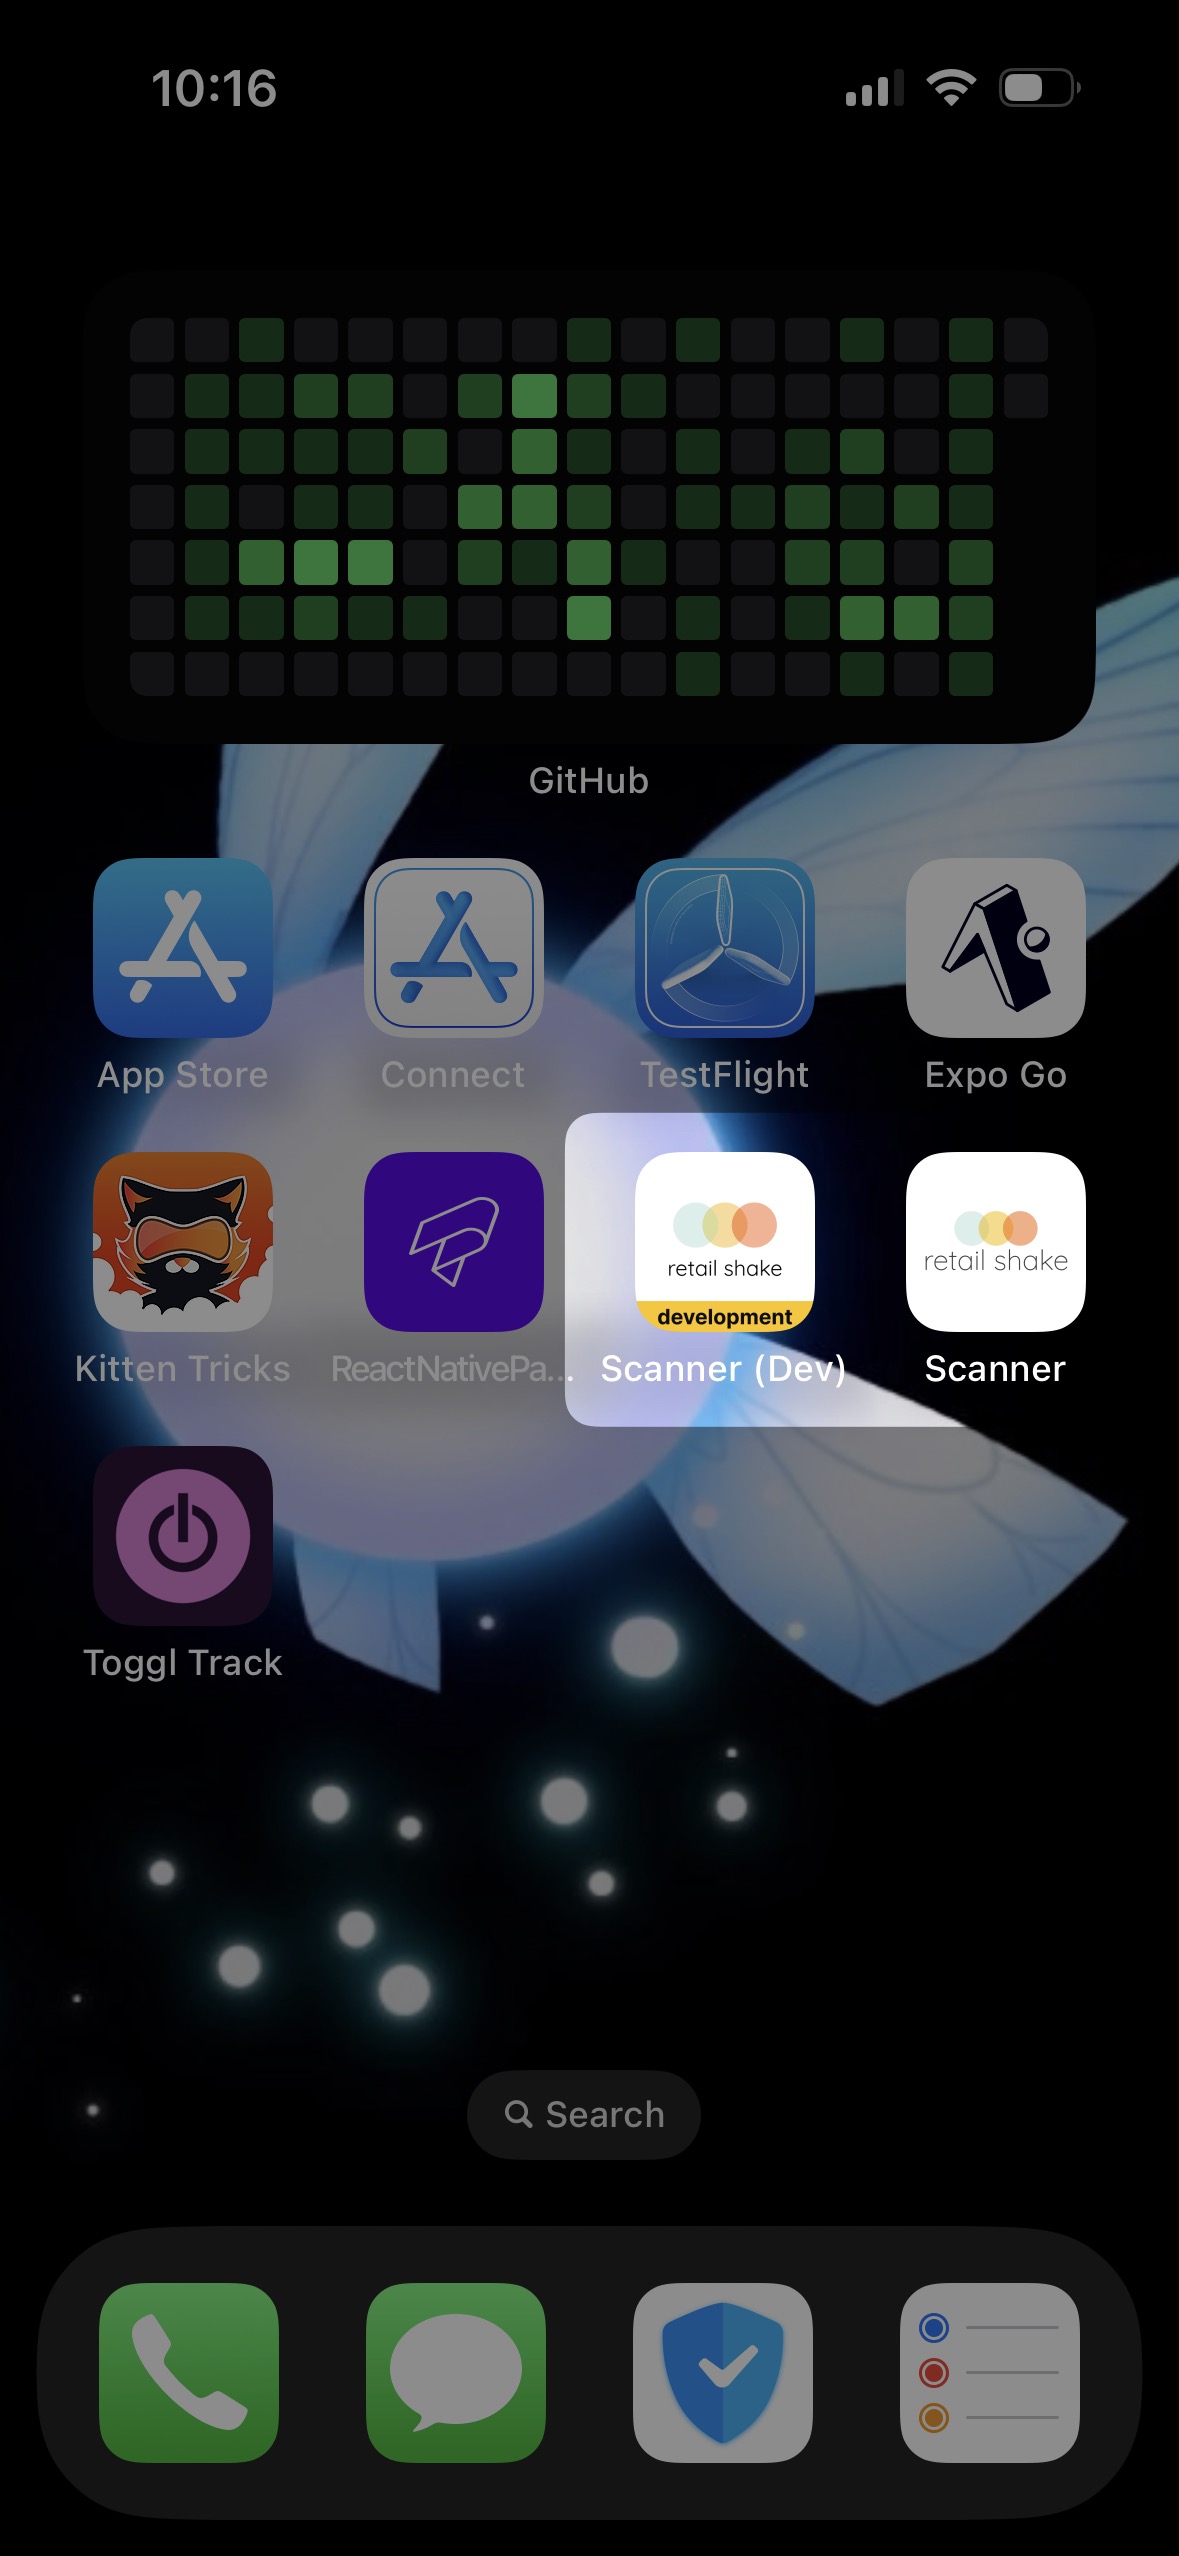 10:16
GitHub
App Store
Connect
TestFlight
Expo Go
retail shake
development
retail shake
Kitten Tricks
ReactNativePa...
Scanner (Dev)
Scanner
Toggl Track
Search